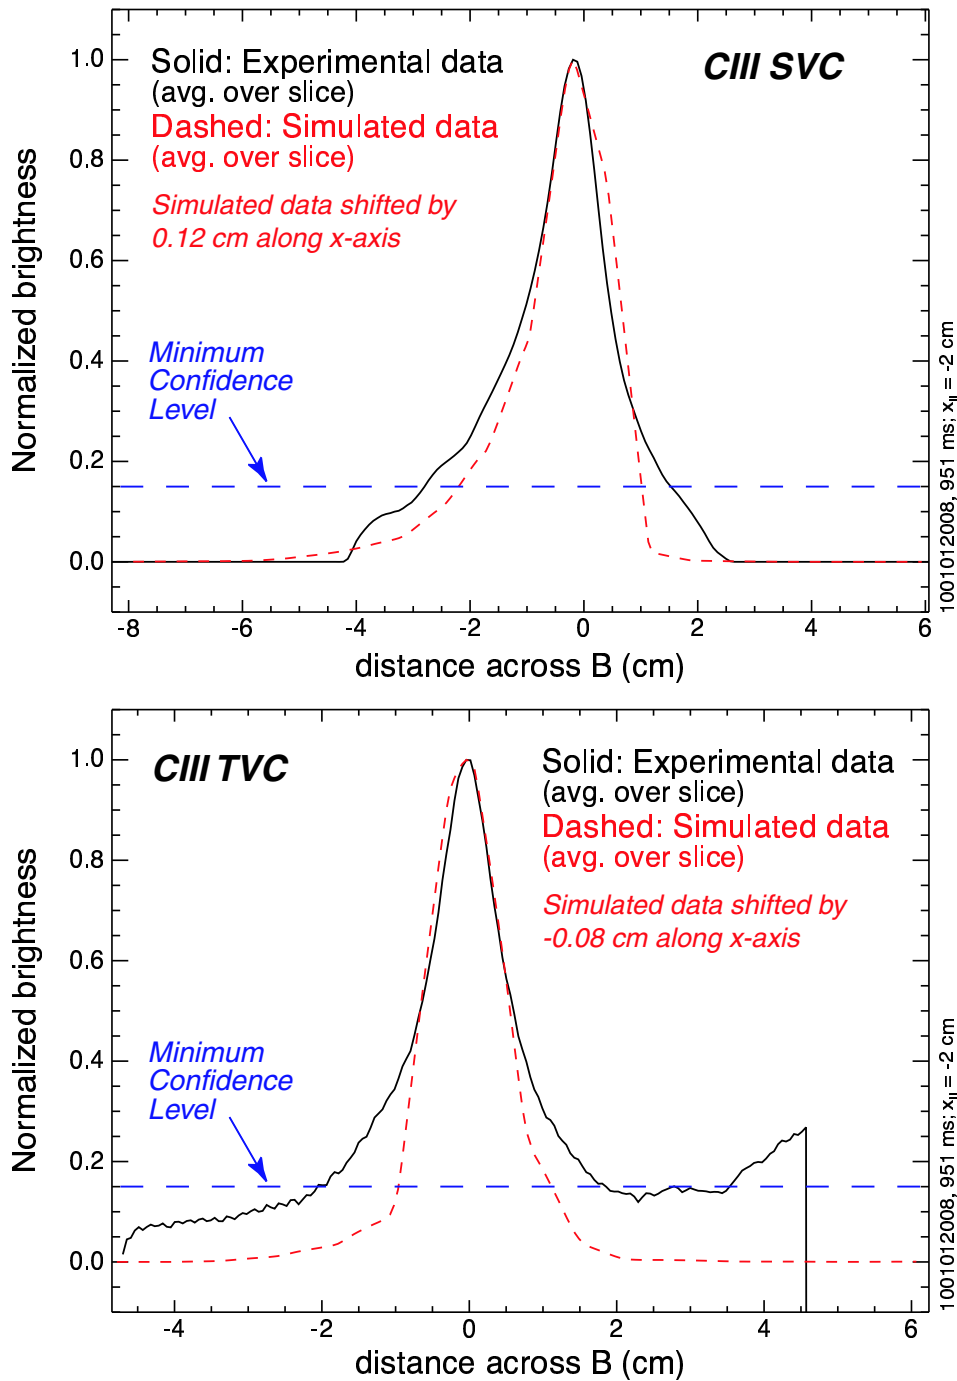 CIII SVC
Solid: Experimental data
(avg. over slice)
Dashed: Simulated data
(avg. over slice)
Simulated data shifted by
0.12 cm along x-axis
Minimum
Confidence
Level
Normalized brightness
1.0
0.8
0.6
0.4
0.2
0.0
-8 -6 -4 -2 0 2 4 6
distance across B (cm)
1001012008, 951 ms; x|| = -2 cm
CIII TVC
Solid: Experimental data
(avg. over slice)
Dashed: Simulated data
(avg. over slice)
Simulated data shifted by
-0.08 cm along x-axis
Minimum
Confidence
Level
Normalized brightness
1.0
0.8
0.6
0.4
0.2
0.0
-4 -2 0 2 4 6
distance across B (cm)
1001012008, 951 ms; x|| = -2 cm